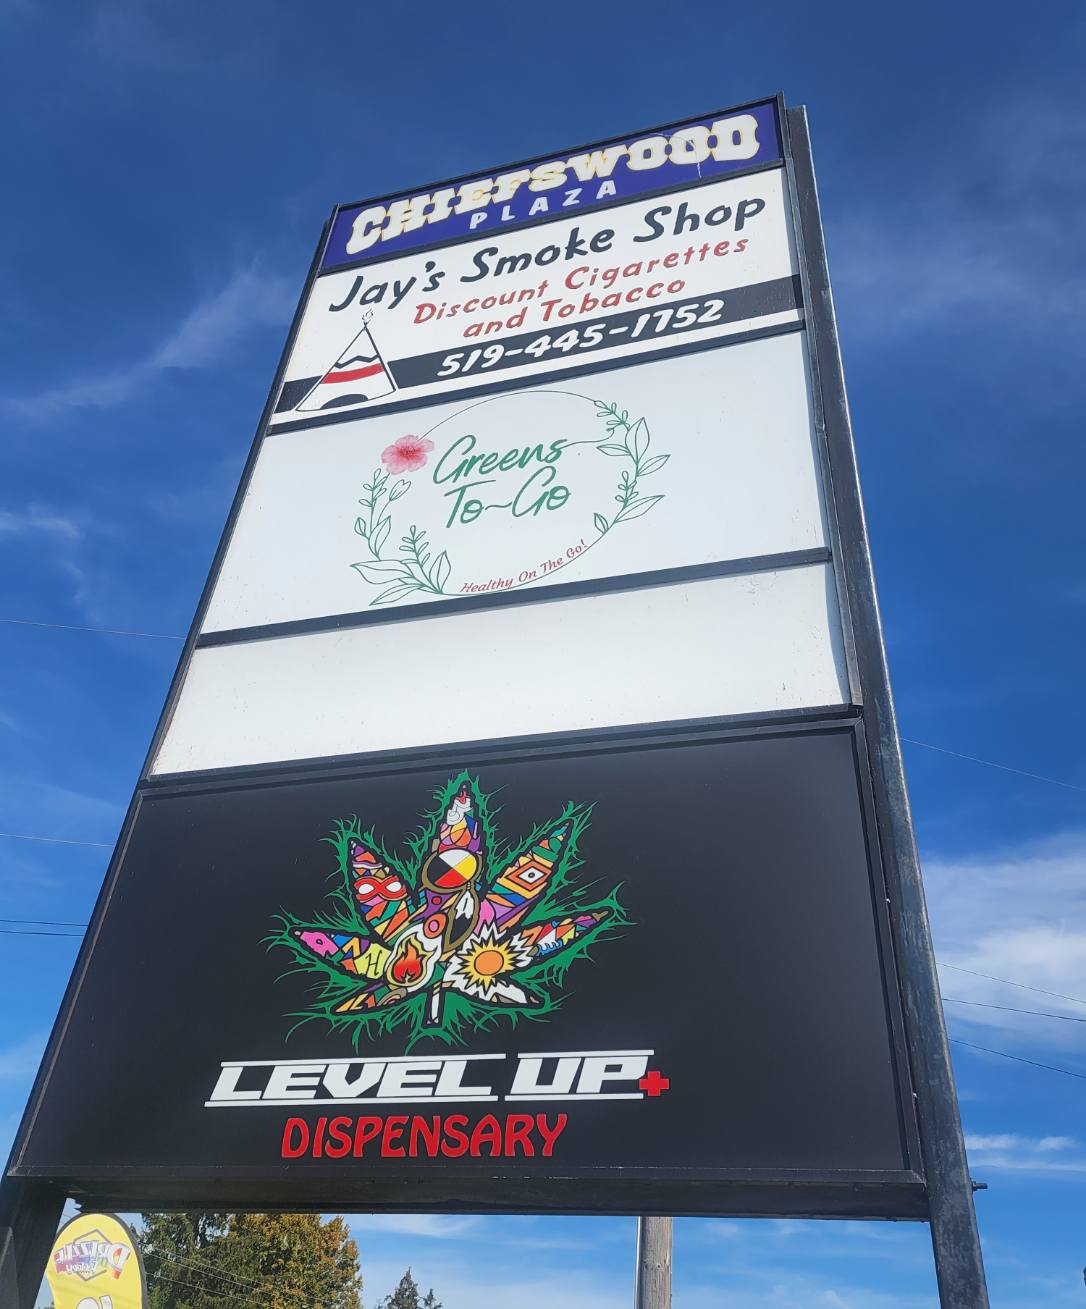 CHIEFSWOOD
PLAZA
Jay's Smoke Shop
Discount Cigarettes
and Tobacco
519-445-1752
Greens
To~Go
Healthy On The Go!
LEVEL UP
DISPENSARY